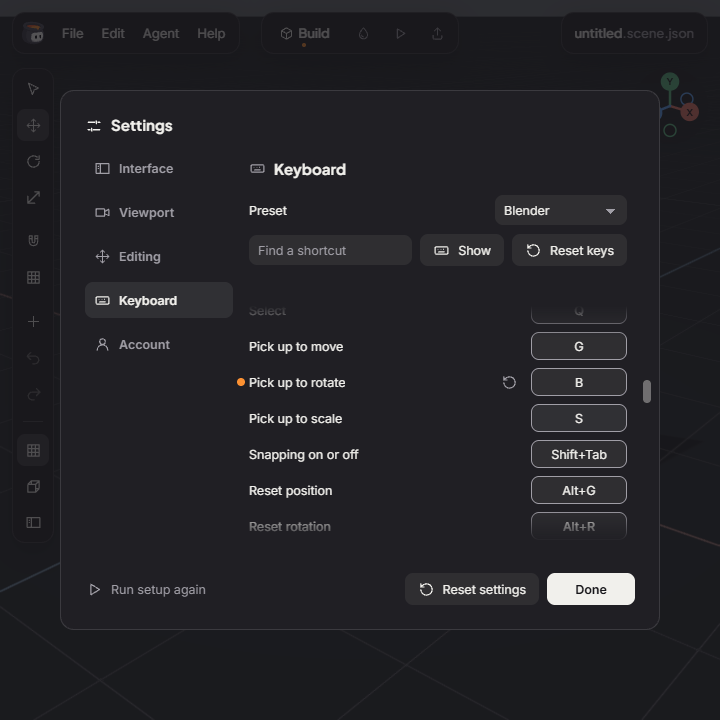 File Edit Agent Help Build untitled.scene.json
Y
X
Settings
Interface
Viewport
Editing
Keyboard
Account
Keyboard
Preset Blender
Find a shortcut Show Reset keys
Select Q
Pick up to move G
Pick up to rotate B
Pick up to scale S
Snapping on or off Shift+Tab
Reset position Alt+G
Reset rotation Alt+R
Run setup again Reset settings Done